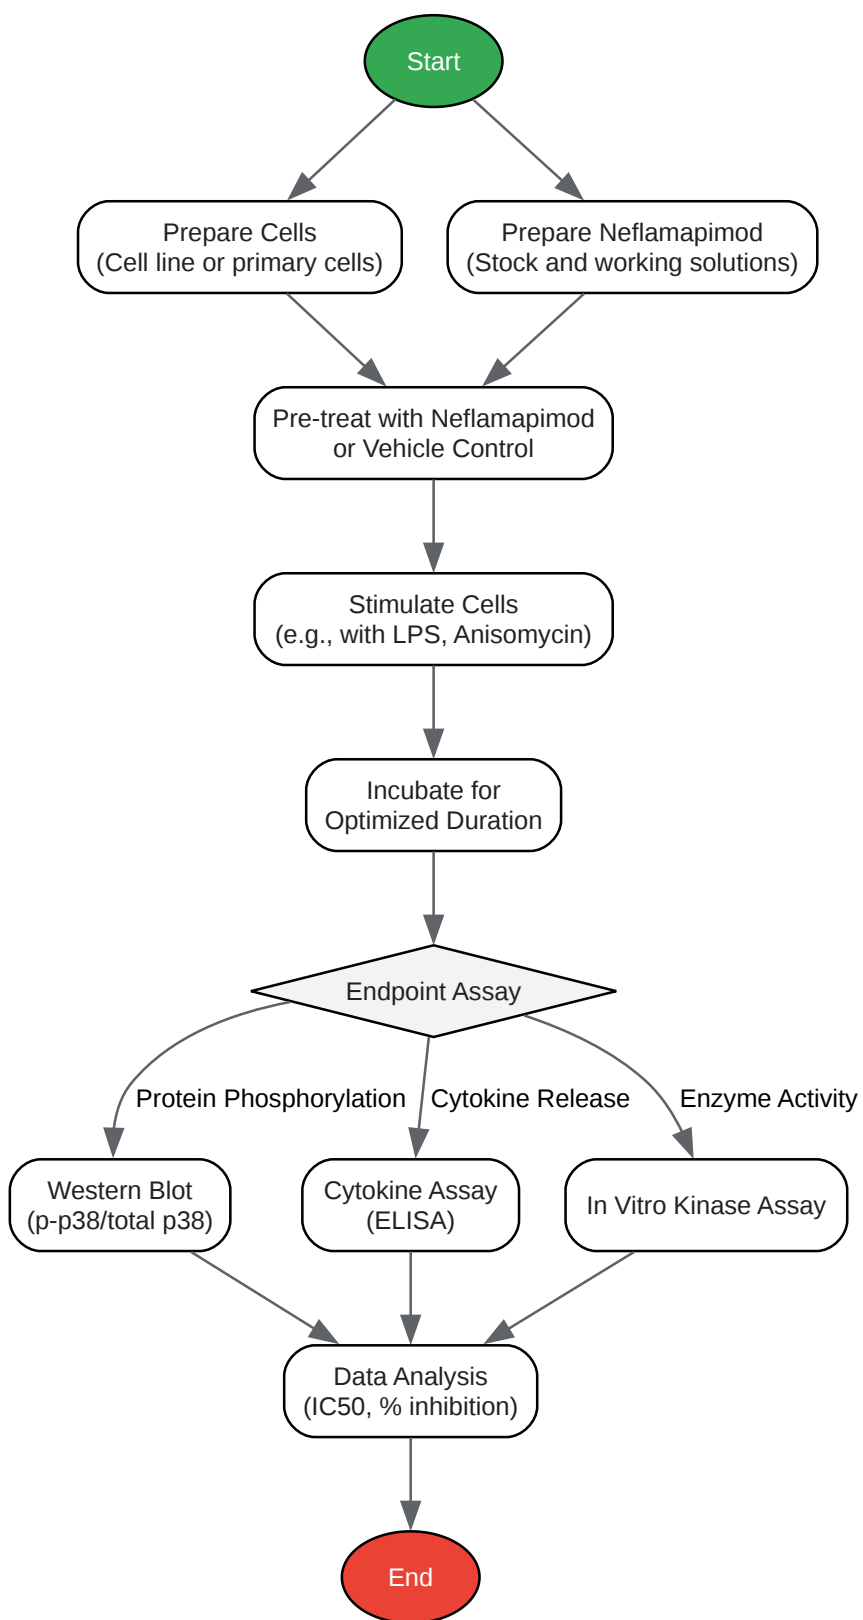 Start
Prepare Cells
(Cell line or primary cells)
Prepare Neflamapimod
(Stock and working solutions)
Pre-treat with Neflamapimod
or Vehicle Control
Stimulate Cells
(e.g., with LPS, Anisomycin)
Incubate for
Optimized Duration
Endpoint Assay
Protein Phosphorylation
Cytokine Release
Enzyme Activity
Western Blot
(p-p38/total p38)
Cytokine Assay
(ELISA)
In Vitro Kinase Assay
Data Analysis
(IC50, % inhibition)
End